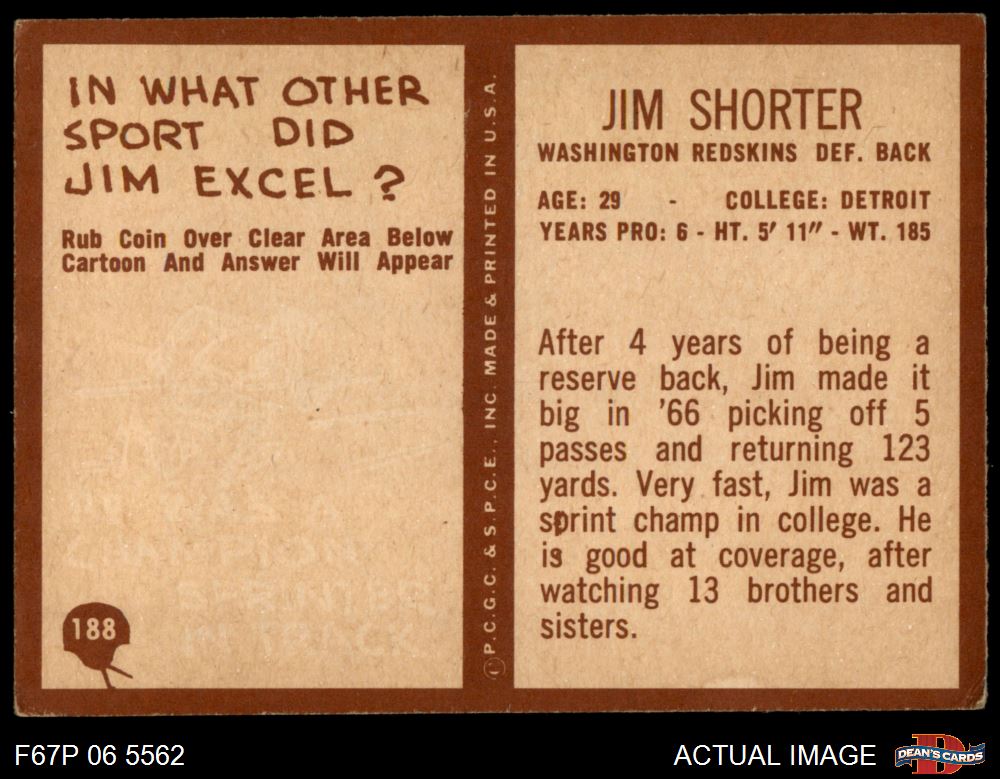 IN WHAT OTHER
SPORT DID
JIM EXCEL ?
Rub Coin Over Clear Area Below
Cartoon And Answer Will Appear
188
© P.C.G.C. & S.P.C.E., INC. MADE & PRINTED IN U.S.A.
JIM SHORTER
WASHINGTON REDSKINS DEF. BACK
AGE: 29 - COLLEGE: DETROIT
YEARS PRO: 6 - HT. 5' 11" - WT. 185
After 4 years of being a
reserve back, Jim made it
big in '66 picking off 5
passes and returning 123
yards. Very fast, Jim was a
sprint champ in college. He
is good at coverage, after
watching 13 brothers and
sisters.
F67P 06 5562
ACTUAL IMAGE
DEAN'S CARDS